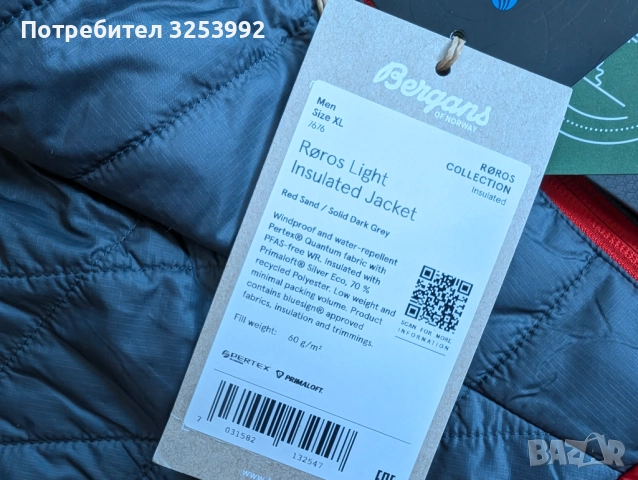 Потребител 3253992
Bergans
OF NORWAY
Men
Size XL
7676
RØROS
COLLECTION
Insulated
Røros Light
Insulated Jacket
Red Sand / Solid Dark Grey
Windproof and water-repellent
Pertex® Quantum fabric with
PFAS-free WR. insulated with
Primaloft® Silver Eco, 70 %
recycled Polyester. Low weight and
minimal packing volume. Product
contains bluesign® approved
fabrics, insulation and trimmings.
Fill weight: 60 g/m²
SCAN FOR MORE
INFORMATION
PERTEX PRIMALOFT
7 031582 132547
BAZAR